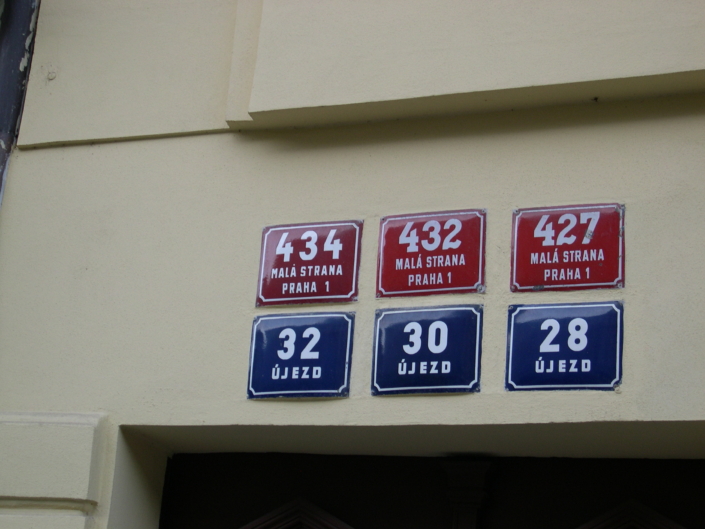 434
MALÁ STRANA
PRAHA 1
432
MALÁ STRANA
PRAHA 1
427
MALÁ STRANA
PRAHA 1
32
ÚJEZD
30
ÚJEZD
28
ÚJEZD